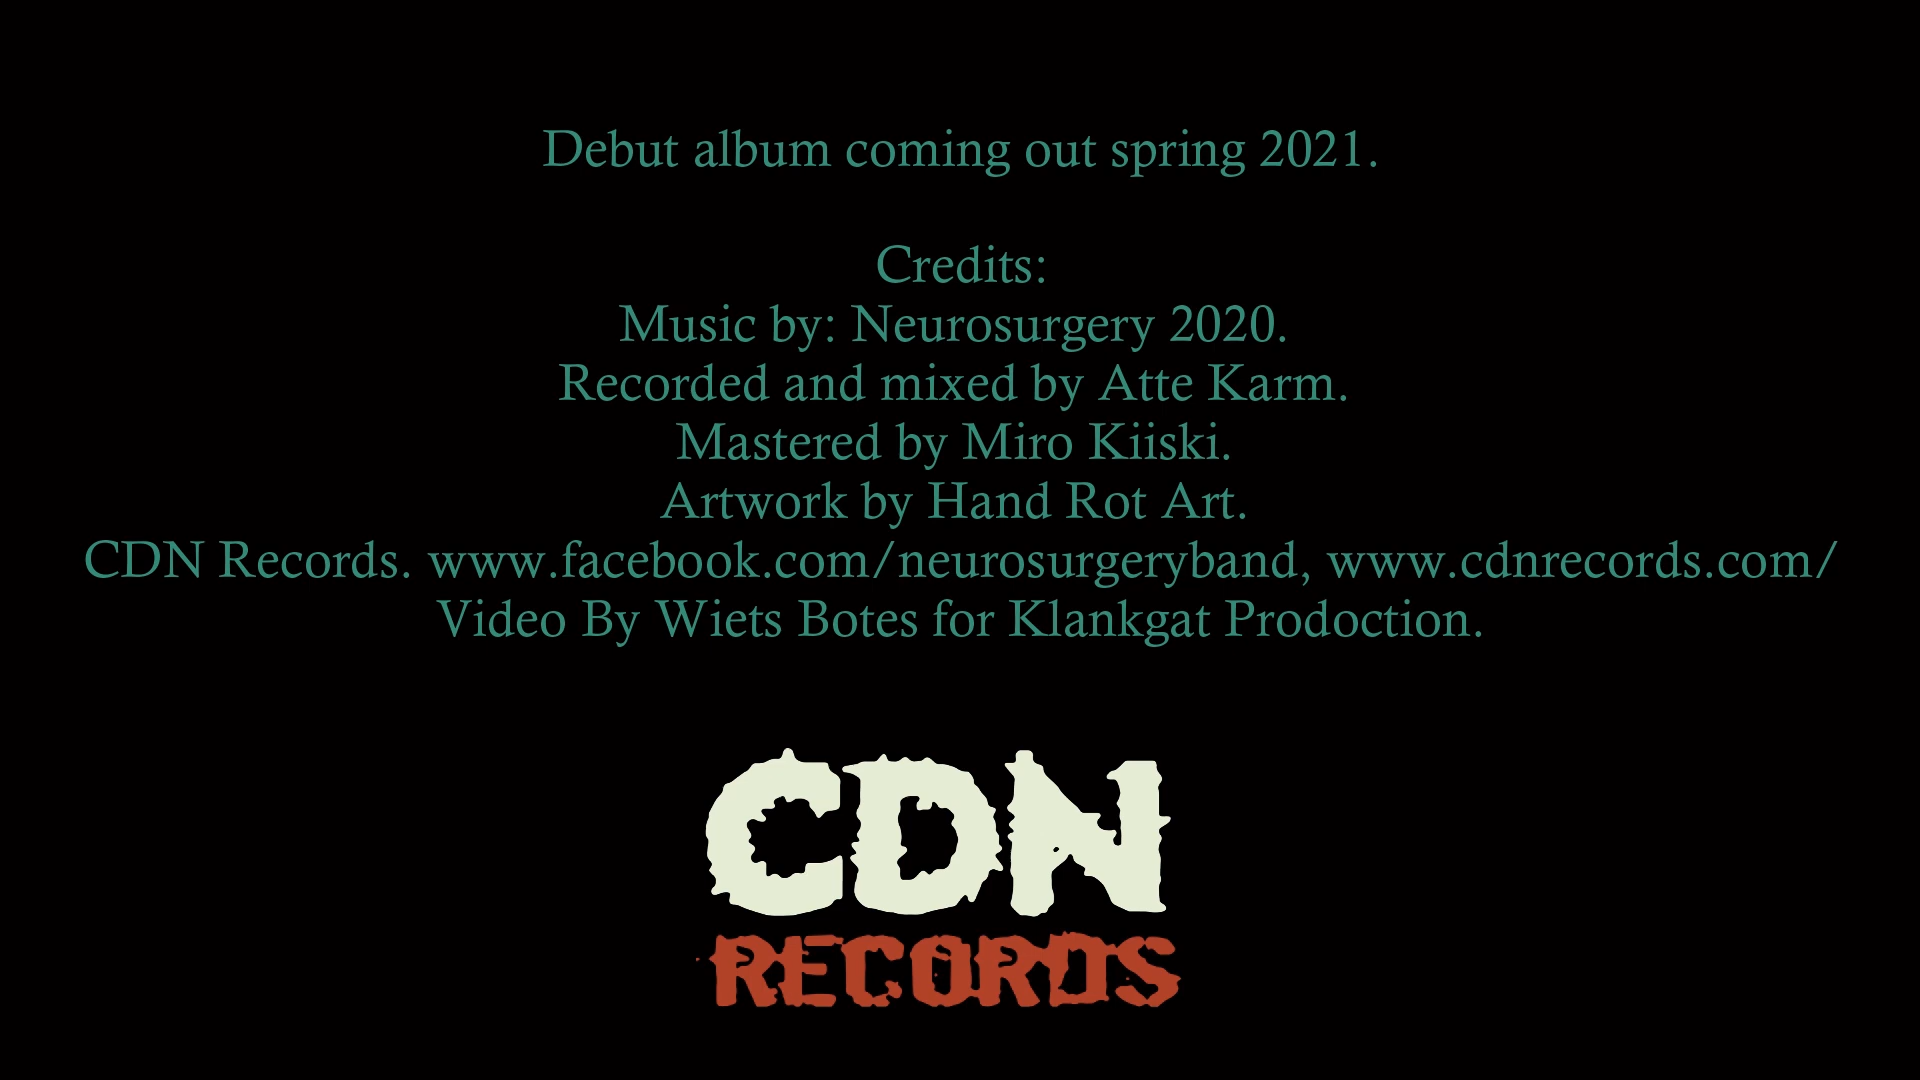 Debut album coming out spring 2021.
Credits:
Music by: Neurosurgery 2020.
Recorded and mixed by Atte Karm.
Mastered by Miro Kiiski.
Artwork by Hand Rot Art.
CDN Records. www.facebook.com/neurosurgeryband, www.cdnrecords.com/
Video By Wiets Botes for Klankgat Prodoction.
CDN
RECORDS